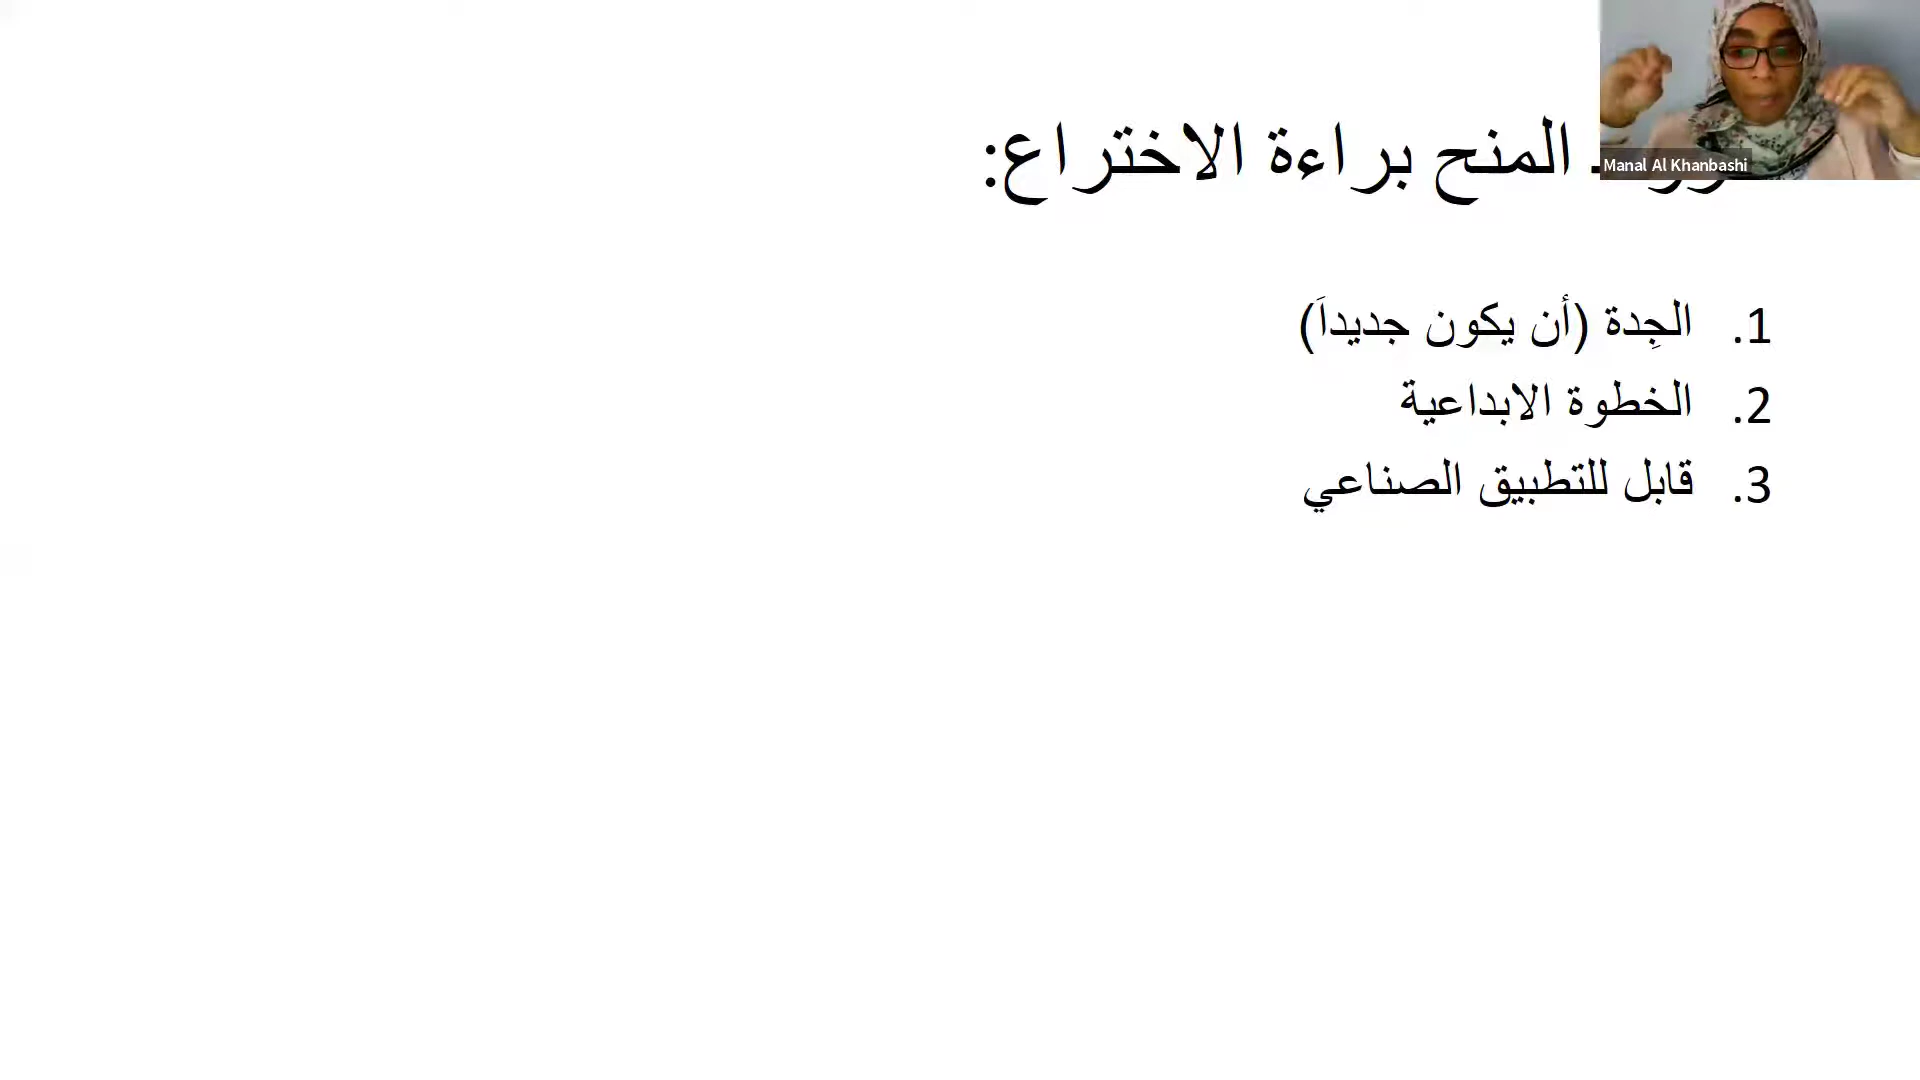 المنح براءة الاختراع:
1. الجِدة (أن يكون جديداَ)
2. الخطوة الابداعية
3. قابل للتطبيق الصناعي
Manal Al Khanbashi